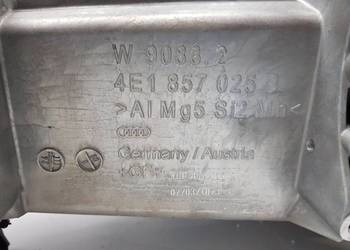 W 9088.2
4E1 857 025
>Al Mg5 Si2 Mn<
Germany / Austria